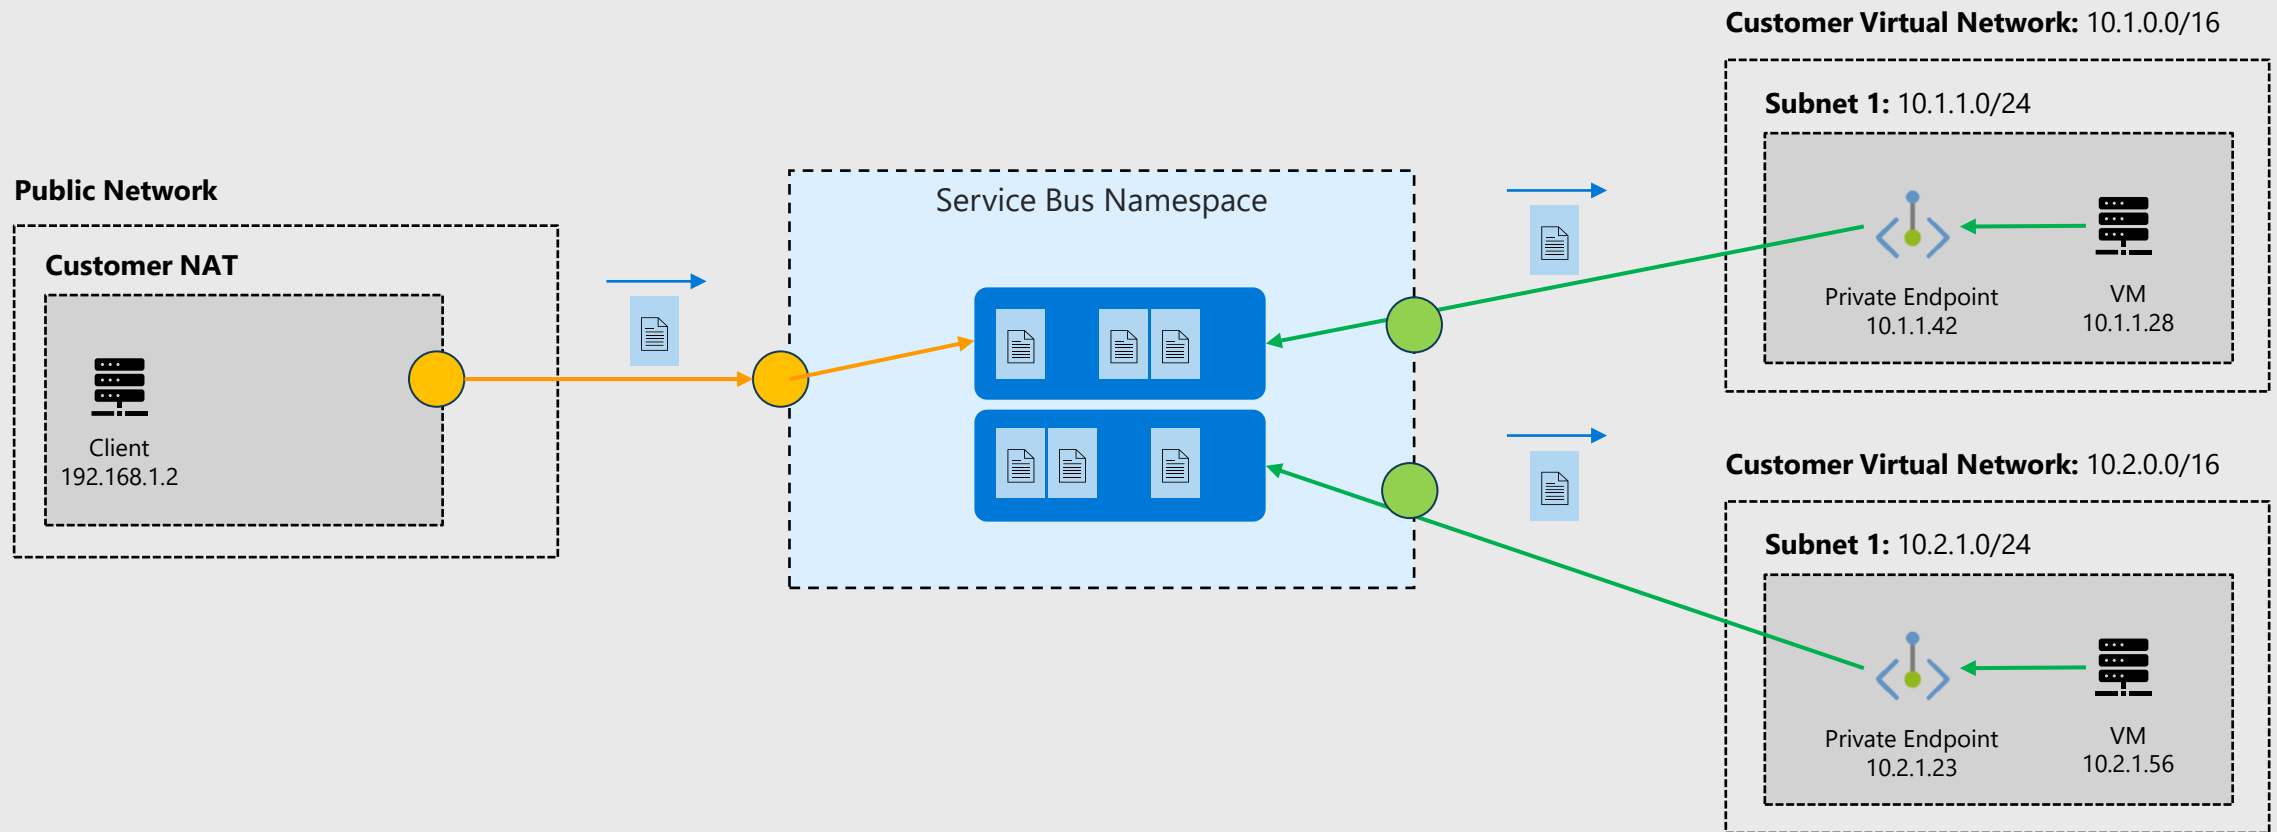 Public Network
Customer NAT
Client
192.168.1.2
Service Bus Namespace
Customer Virtual Network: 10.1.0.0/16
Subnet 1: 10.1.1.0/24
Private Endpoint
10.1.1.42
VM
10.1.1.28
Customer Virtual Network: 10.2.0.0/16
Subnet 1: 10.2.1.0/24
Private Endpoint
10.2.1.23
VM
10.2.1.56